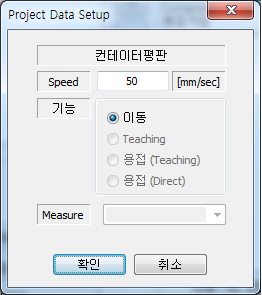 Project Data Setup
컨테이터평판
Speed 50 [mm/sec]
기능
이동
Teaching
용접 (Teaching)
용접 (Direct)
Measure
확인 취소